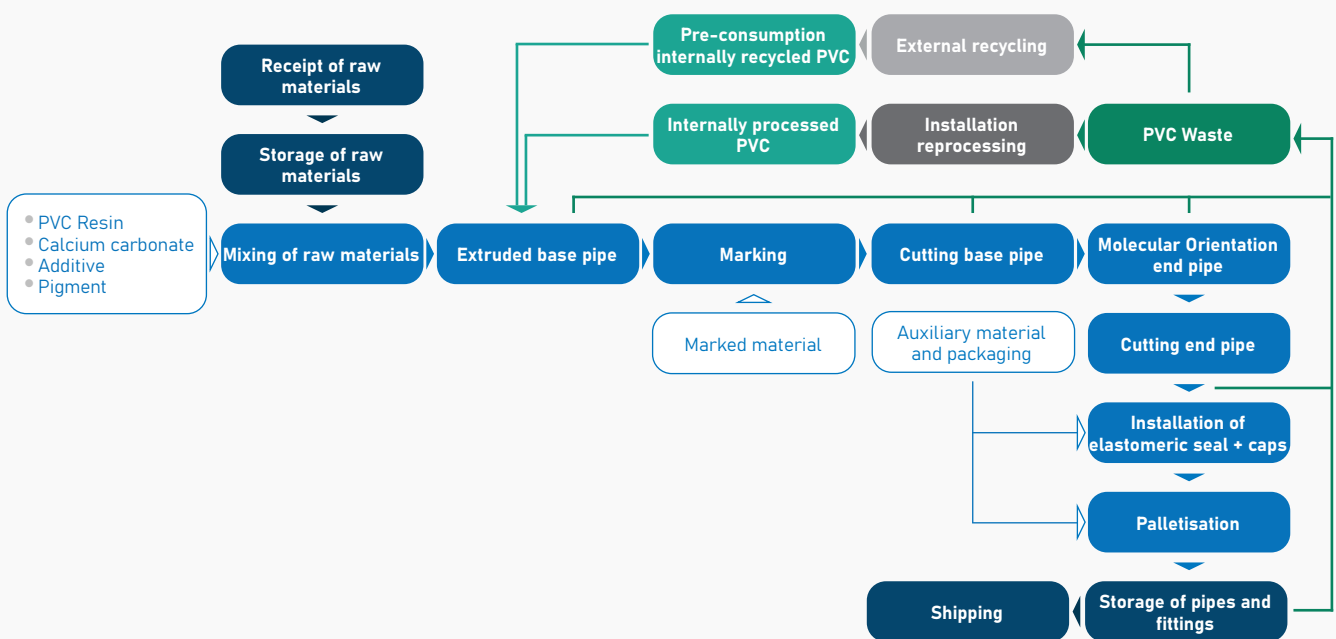 Pre-consumption
internally recycled PVC
External recycling
Receipt of raw
materials
Internally processed
PVC
Installation
reprocessing
PVC Waste
Storage of raw
materials
PVC Resin
Calcium carbonate
Additive
Pigment
Mixing of raw materials
Extruded base pipe
Marking
Cutting base pipe
Molecular Orientation
end pipe
Marked material
Auxiliary material
and packaging
Cutting end pipe
Installation of
elastomeric seal + caps
Palletisation
Shipping
Storage of pipes and
fittings